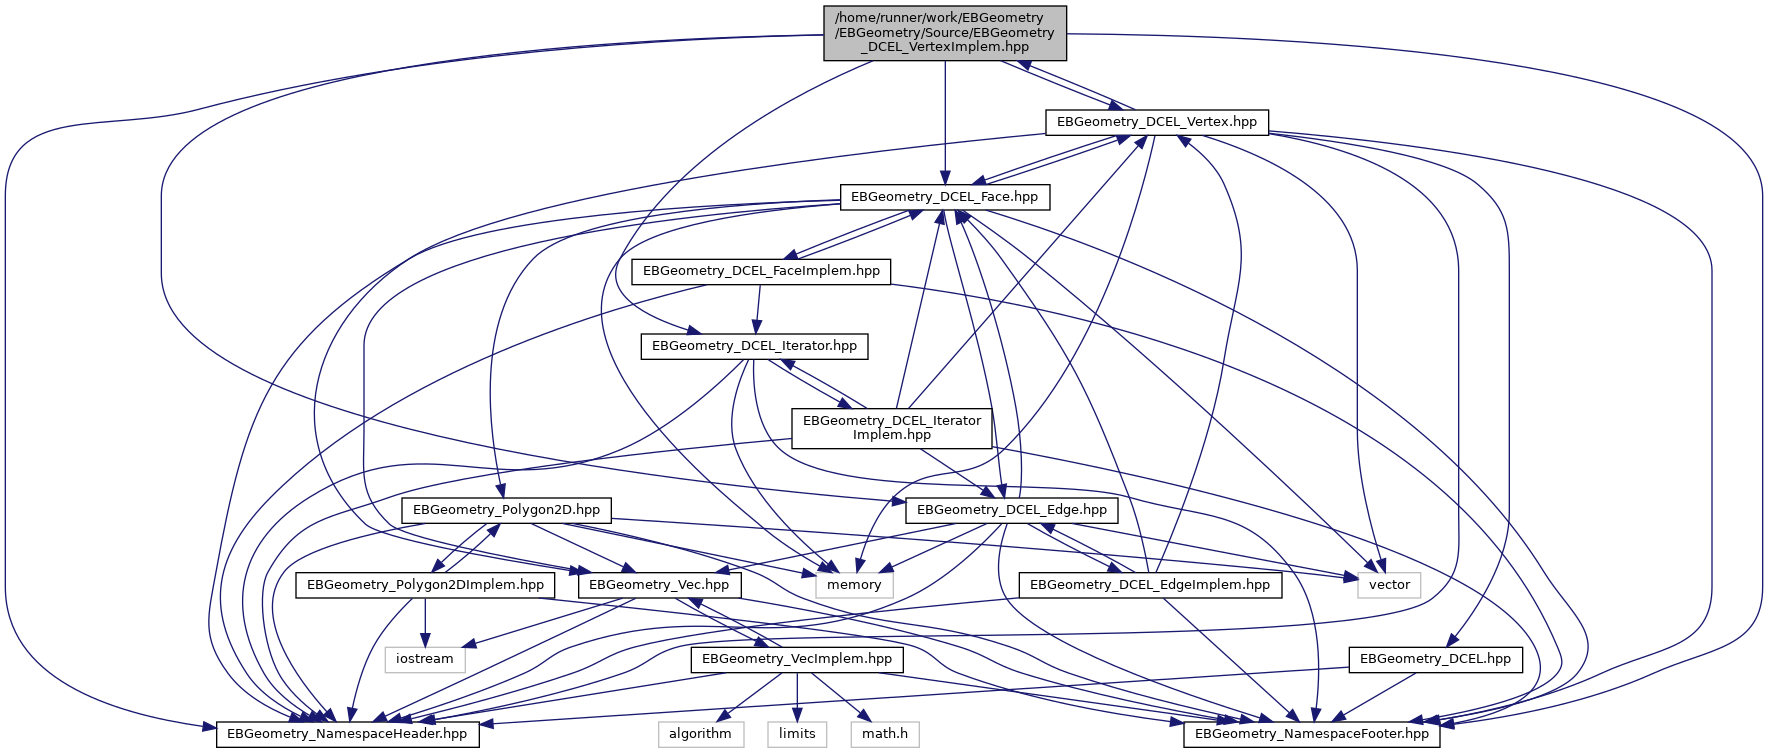 /home/runner/work/EBGeometry
/EBGeometry/Source/EBGeometry
_DCEL_VertexImplem.hpp
EBGeometry_DCEL_Vertex.hpp
EBGeometry_DCEL_Face.hpp
EBGeometry_DCEL_FaceImplem.hpp
EBGeometry_DCEL_Iterator.hpp
EBGeometry_DCEL_Iterator
Implem.hpp
EBGeometry_Polygon2D.hpp
EBGeometry_DCEL_Edge.hpp
EBGeometry_Polygon2DImplem.hpp
EBGeometry_Vec.hpp
memory
EBGeometry_DCEL_EdgeImplem.hpp
vector
iostream
EBGeometry_VecImplem.hpp
EBGeometry_DCEL.hpp
EBGeometry_NamespaceHeader.hpp
algorithm
limits
math.h
EBGeometry_NamespaceFooter.hpp